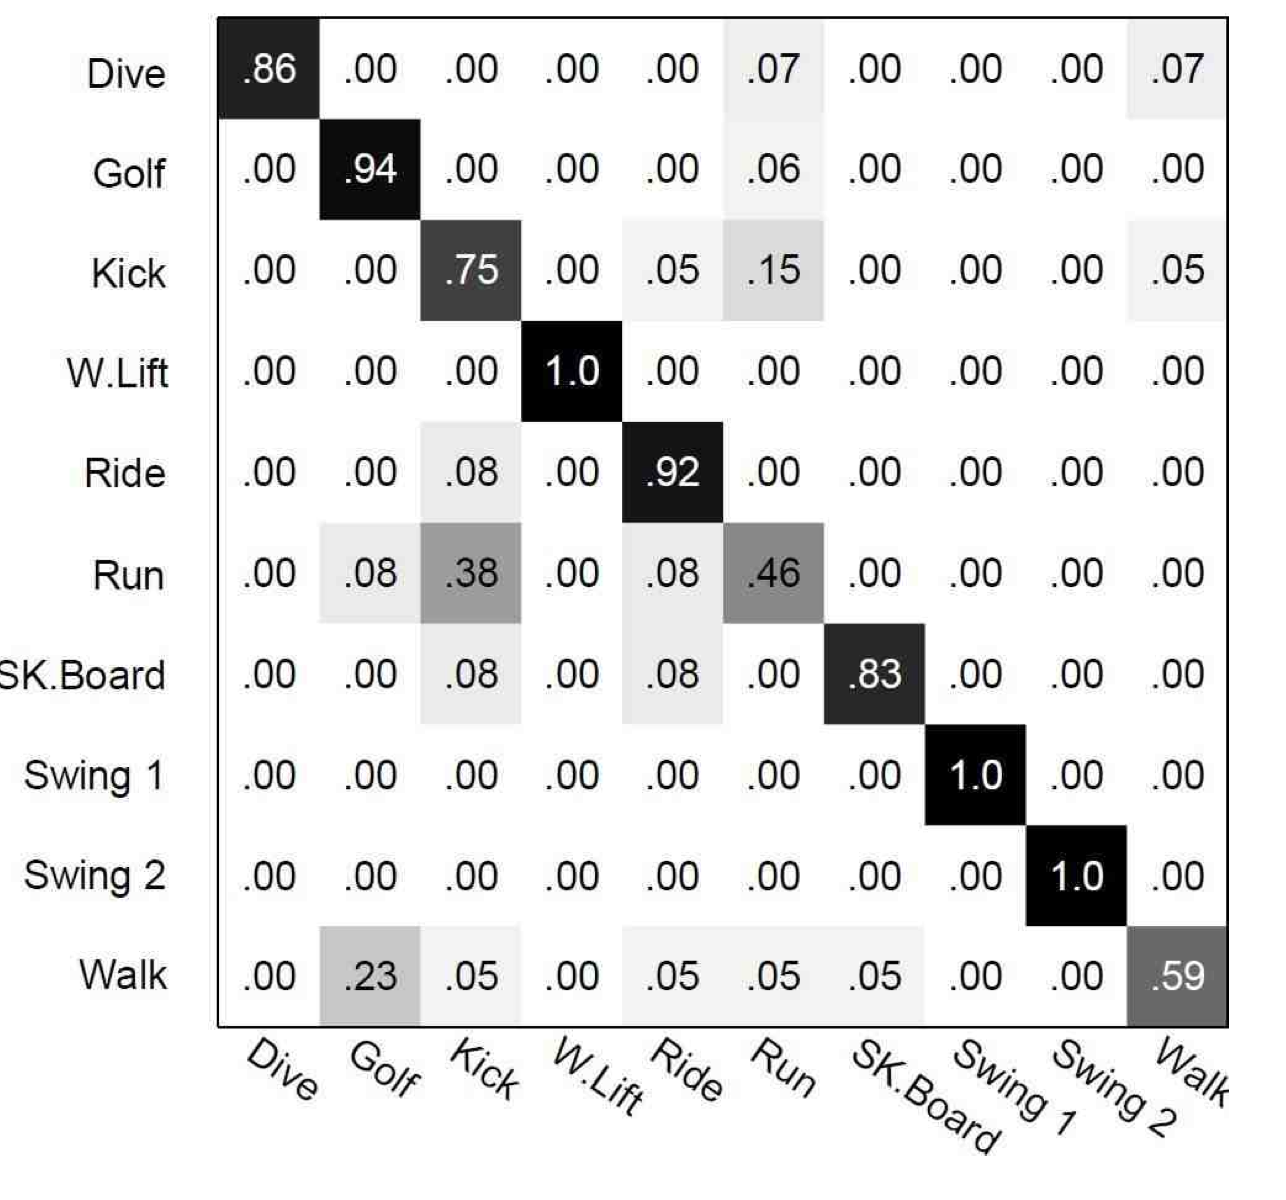 Dive .86 .00 .00 .00 .00 .07 .00 .00 .00 .07
Golf .00 .94 .00 .00 .00 .06 .00 .00 .00 .00
Kick .00 .00 .75 .00 .05 .15 .00 .00 .00 .05
W.Lift .00 .00 .00 1.0 .00 .00 .00 .00 .00 .00
Ride .00 .00 .08 .00 .92 .00 .00 .00 .00 .00
Run .00 .08 .38 .00 .08 .46 .00 .00 .00 .00
SK.Board .00 .00 .08 .00 .08 .00 .83 .00 .00 .00
Swing 1 .00 .00 .00 .00 .00 .00 .00 1.0 .00 .00
Swing 2 .00 .00 .00 .00 .00 .00 .00 .00 1.0 .00
Walk .00 .23 .05 .00 .05 .05 .05 .00 .00 .59
Dive Golf Kick W.Lift Ride Run SK.Board Swing 1 Swing 2 Walk